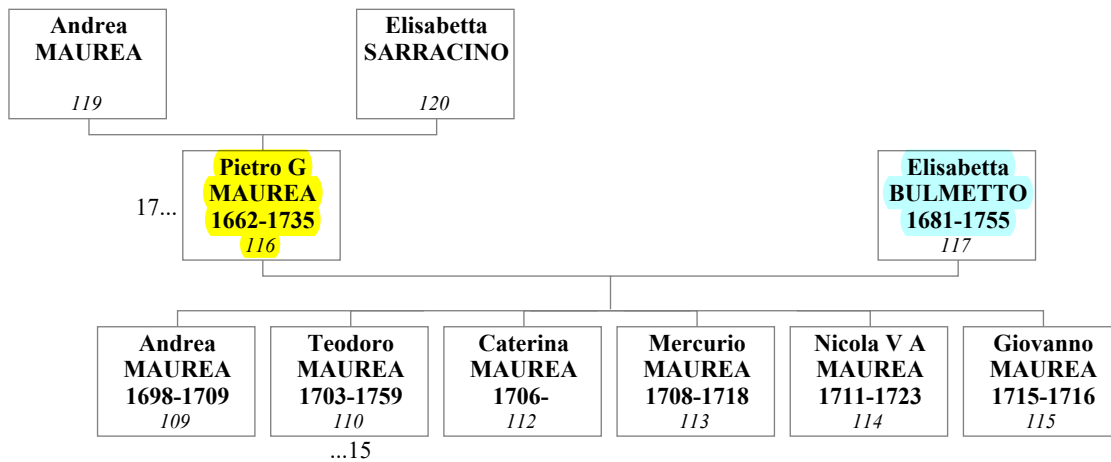 Andrea
MAUREA
119
Elisabetta
SARRACINO
120
17...
Pietro G
MAUREA
1662-1735
116
Elisabetta
BULMETTO
1681-1755
117
Andrea
MAUREA
1698-1709
109
Teodoro
MAUREA
1703-1759
110
...15
Caterina
MAUREA
1706-
112
Mercurio
MAUREA
1708-1718
113
Nicola V A
MAUREA
1711-1723
114
Giovanno
MAUREA
1715-1716
115